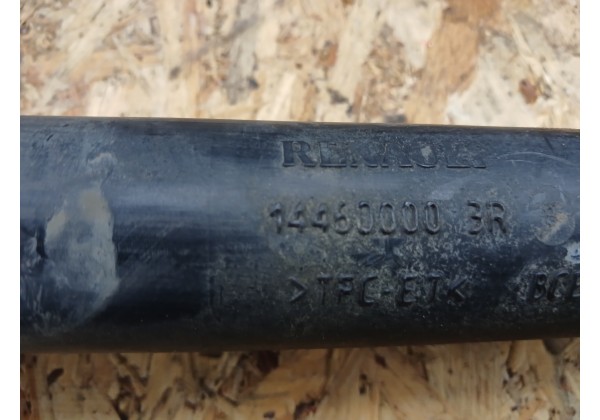 RENAULT
14460000 3R
>TPC-ET<